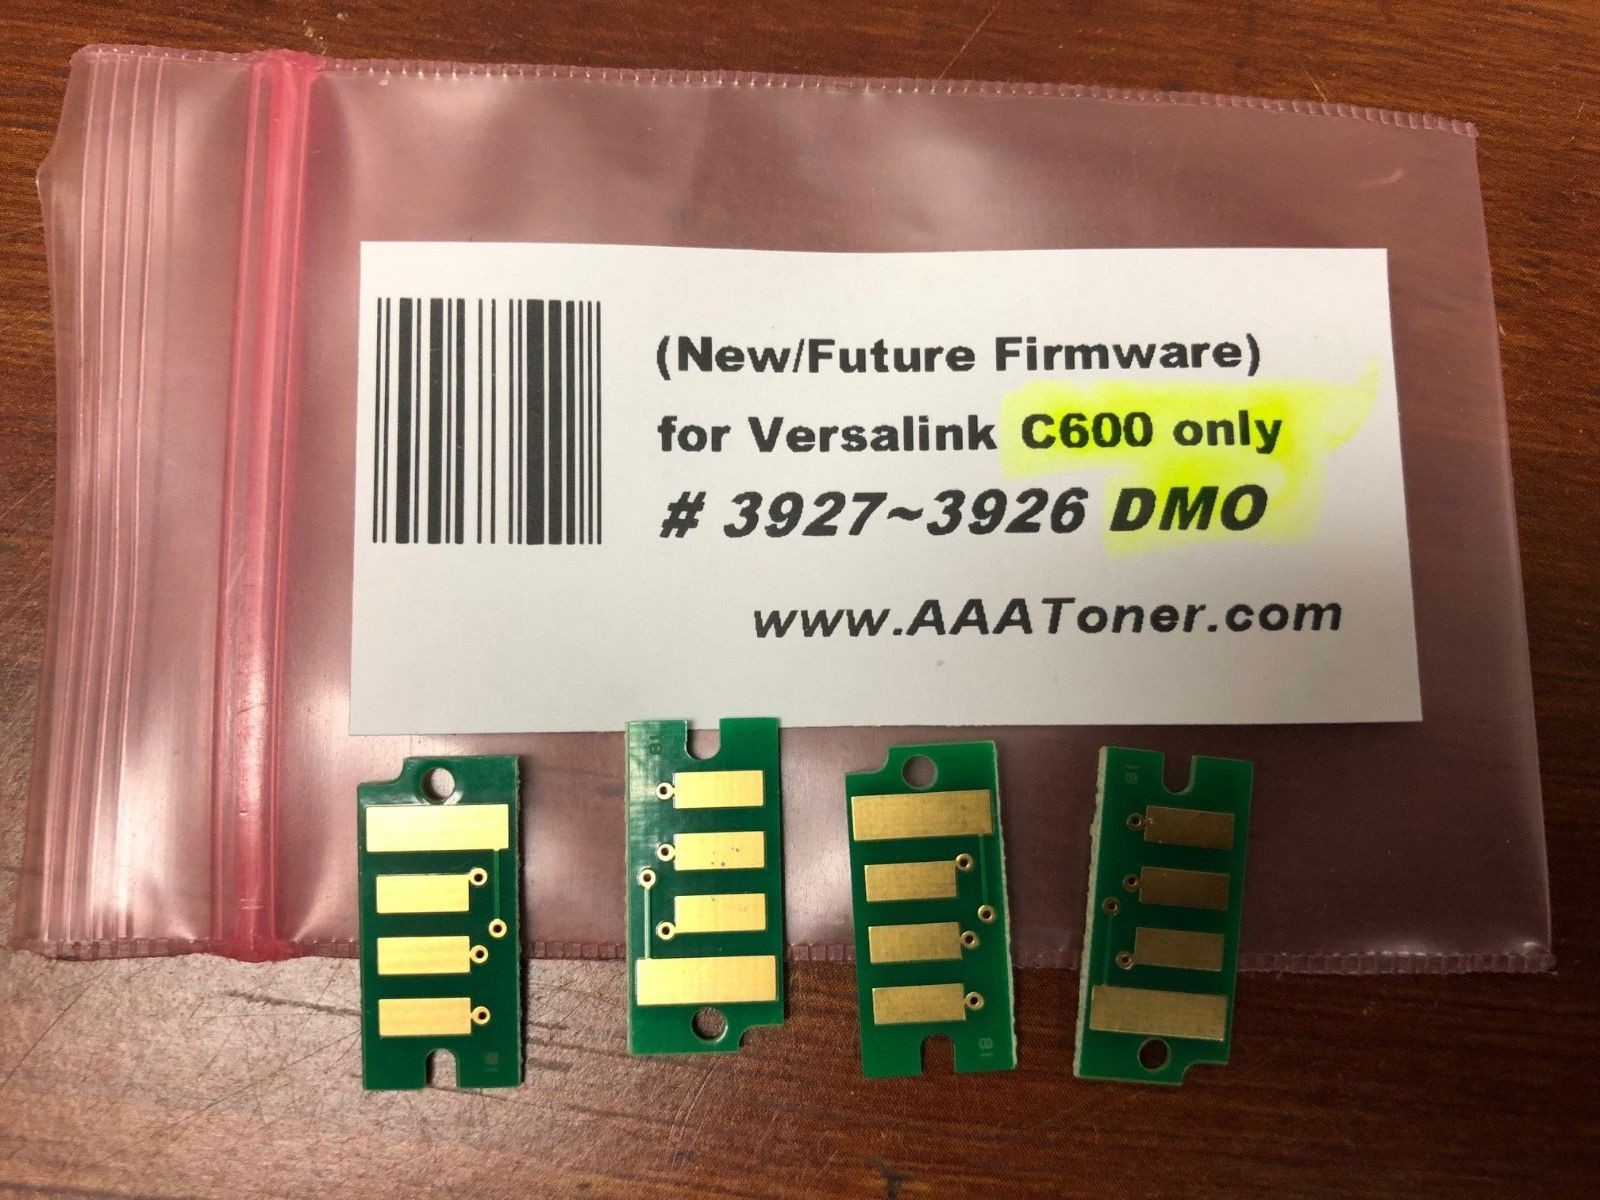 (New/Future Firmware)
for Versalink C600 only
# 3927~3926 DMO
www.AAAToner.com